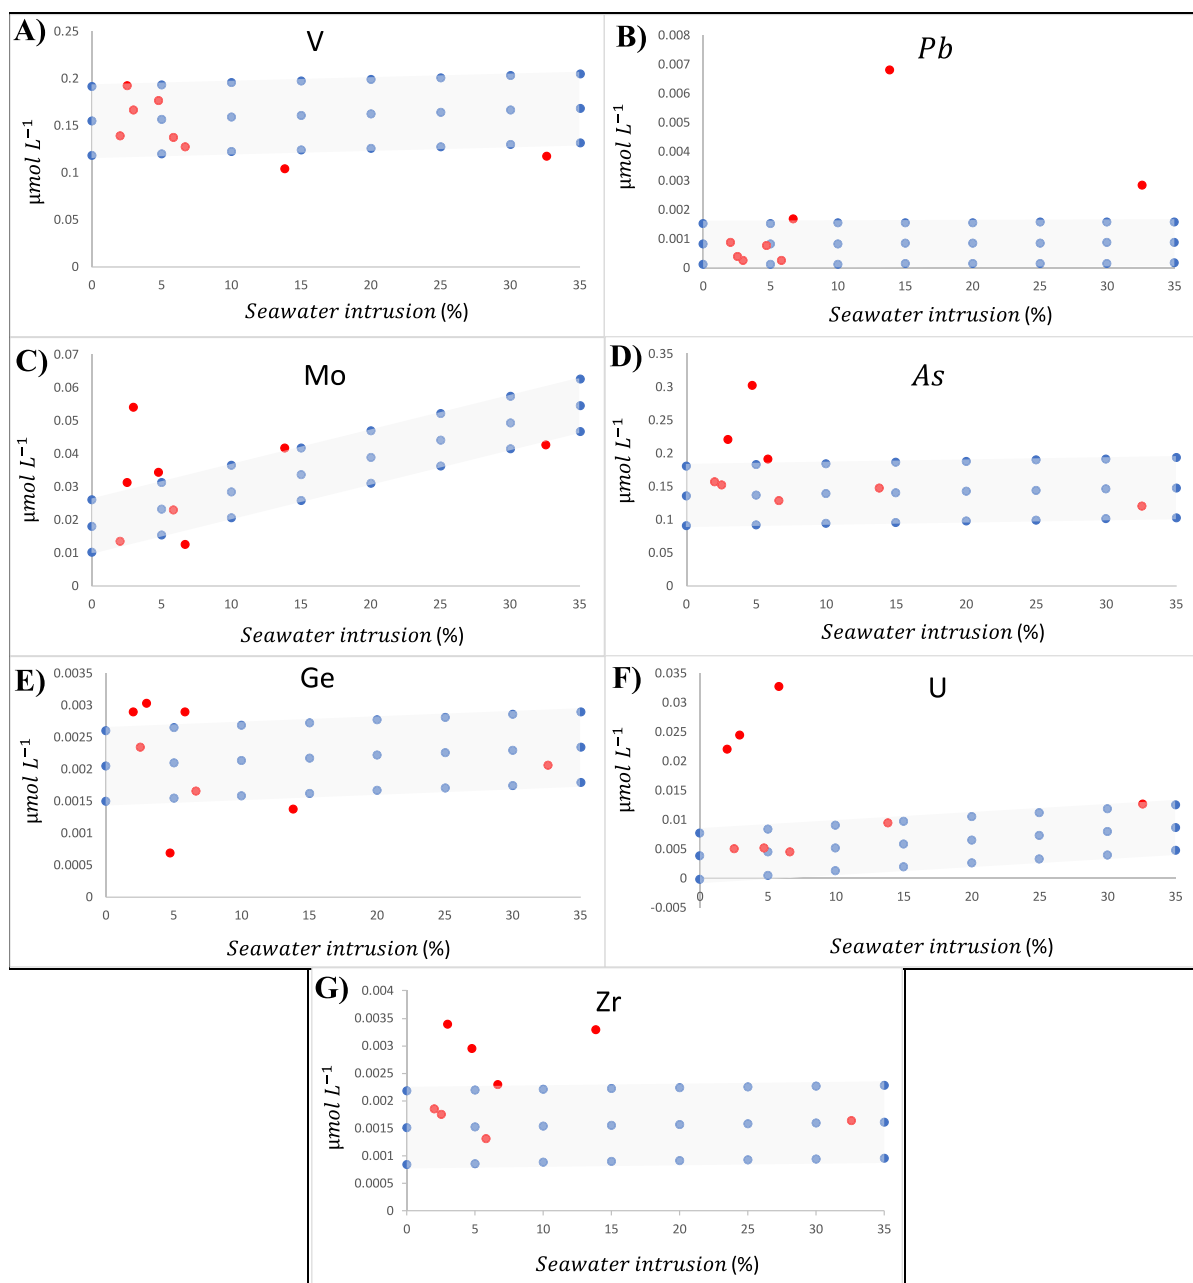 A)
V
0.25
0.2
0.15
0.1
0.05
0
0 5 10 15 20 25 30 35
µmol L⁻¹
Seawater intrusion (%)
B)
Pb
0.008
0.007
0.006
0.005
0.004
0.003
0.002
0.001
0
0 5 10 15 20 25 30 35
µmol L⁻¹
Seawater intrusion (%)
C)
Mo
0.07
0.06
0.05
0.04
0.03
0.02
0.01
0
0 5 10 15 20 25 30 35
µmol L⁻¹
Seawater intrusion (%)
D)
As
0.35
0.3
0.25
0.2
0.15
0.1
0.05
0
0 5 10 15 20 25 30 35
µmol L⁻¹
Seawater intrusion (%)
E)
Ge
0.0035
0.003
0.0025
0.002
0.0015
0.001
0.0005
0
0 5 10 15 20 25 30 35
µmol L⁻¹
Seawater intrusion (%)
F)
U
0.035
0.03
0.025
0.02
0.015
0.01
0.005
0
-0.005
0 5 10 15 20 25 30 35
µmol L⁻¹
Seawater intrusion (%)
G)
Zr
0.004
0.0035
0.003
0.0025
0.002
0.0015
0.001
0.0005
0
0 5 10 15 20 25 30 35
µmol L⁻¹
Seawater intrusion (%)